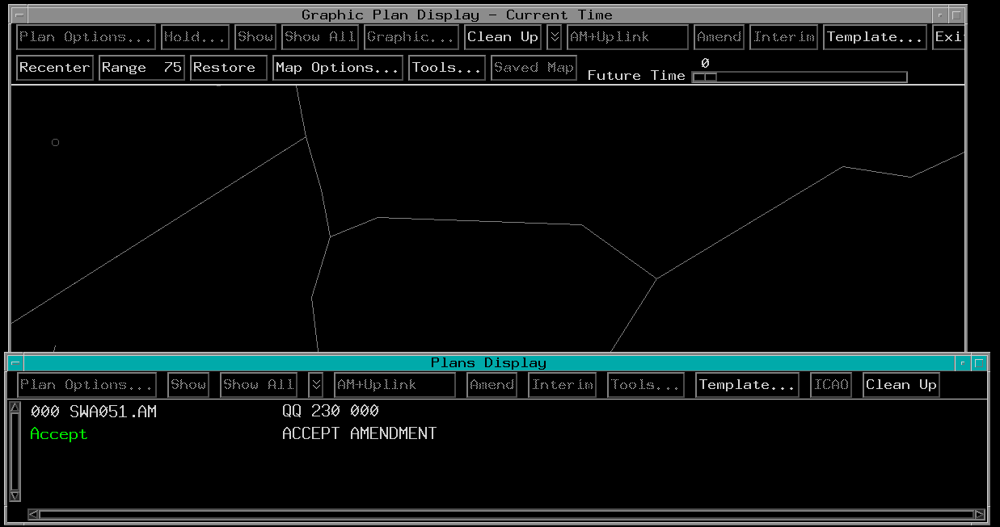 Graphic Plan Display - Current Time
Plan Options... Hold... Show Show All Graphic... Clean Up AM+Uplink Amend Interim Template... Exi
Recenter Range 75 Restore Map Options... Tools... Saved Map Future Time 0
Plans Display
Plan Options... Show Show All AM+Uplink Amend Interim Tools... Template... ICAO Clean Up
000 SWA051.AM QQ 230 000
Accept ACCEPT AMENDMENT